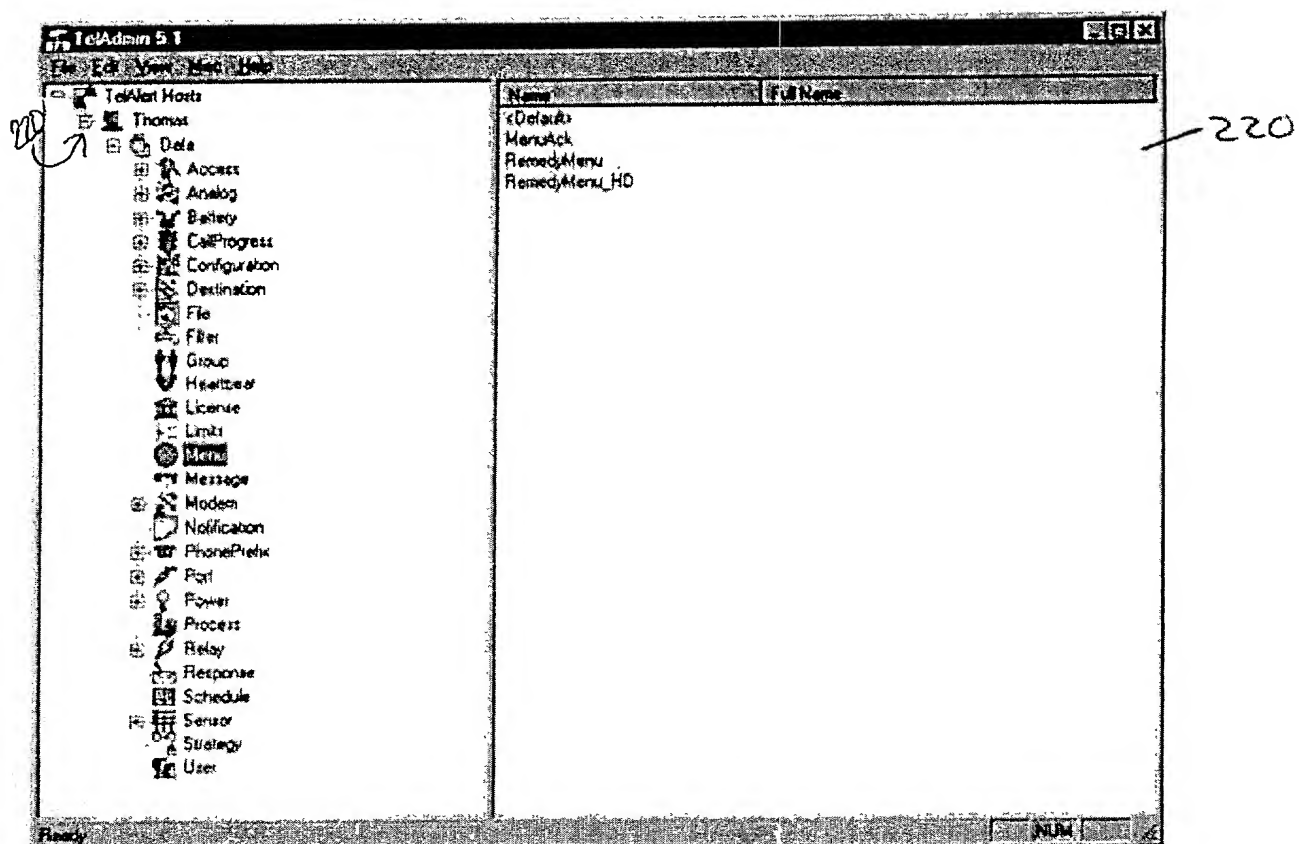 TelAdmin 5.1
File Edit View Misc Help
TelAlert Hosts
Thomas
Data
Access
Analog
Battery
CallProgress
Configuration
Destination
File
Filter
Group
Heartbeat
License
Limits
Menu
Message
Modem
Notification
PhonePrefix
Port
Power
Process
Relay
Response
Schedule
Sensor
Strategy
User
Name Full Name
<Default>
MenuAck
RemedyMenu
RemedyMenu_HD
220
Ready NUM